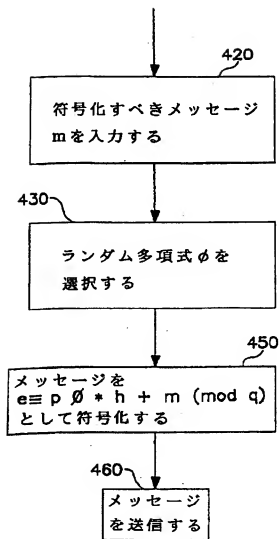 420
符号化すべきメッセージ
mを入力する
430
ランダム多項式φを
選択する
450
メッセージを
e≡ p Ø * h + m (mod q)
として符号化する
460
メッセージ
を送信する